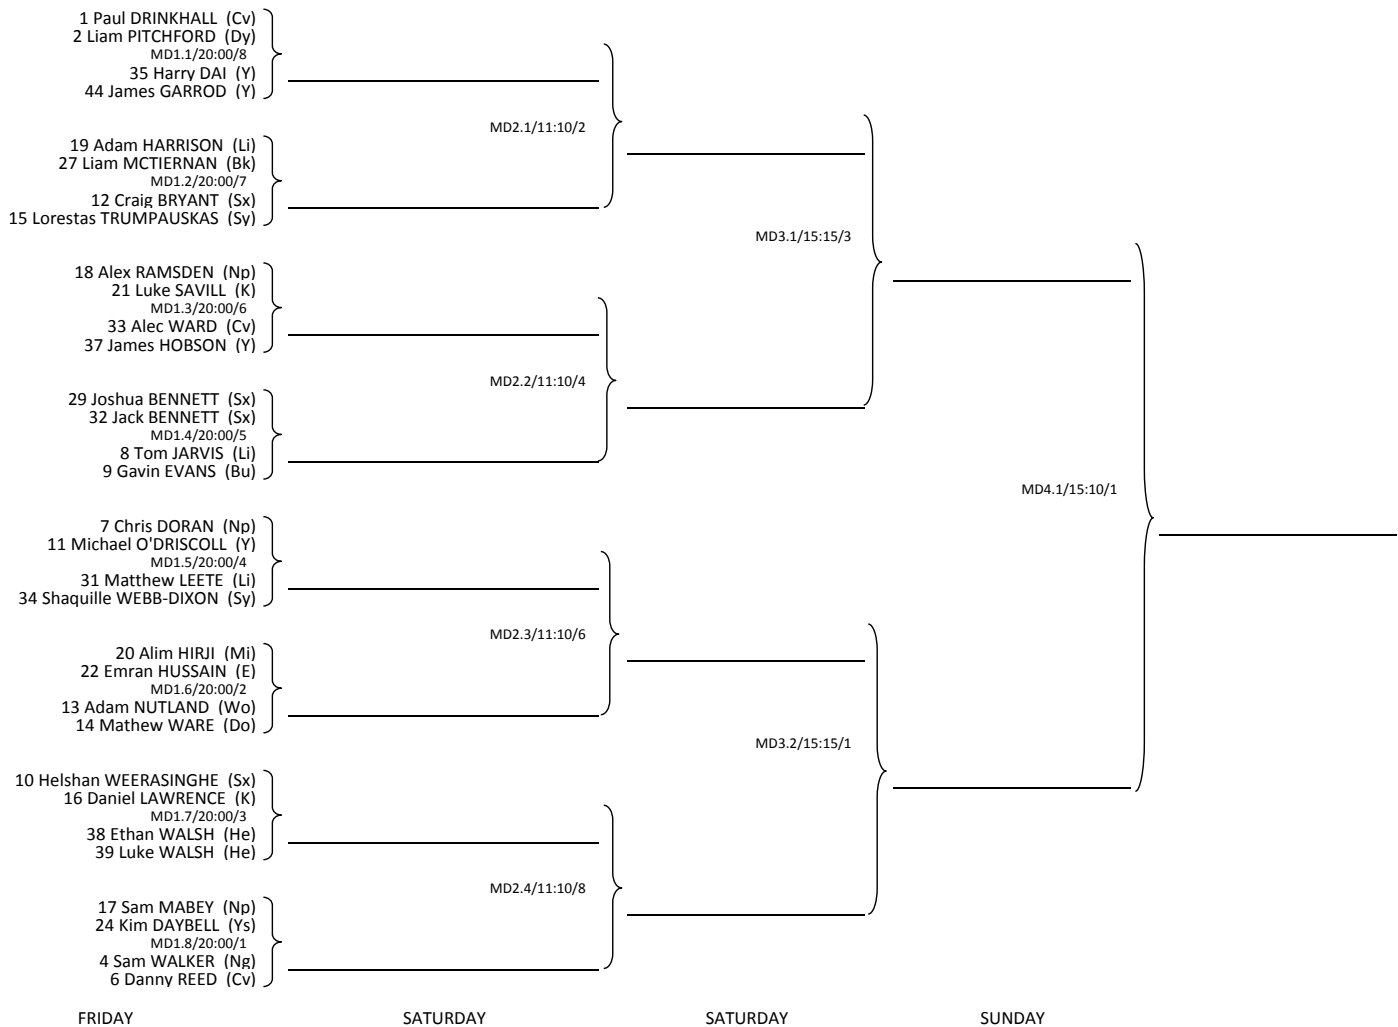 1 Paul DRINKHALL (Cv)
2 Liam PITCHFORD (Dy)
MD1.1/20:00/8
35 Harry DAI (Y)
44 James GARROD (Y)
MD2.1/11:10/2
19 Adam HARRISON (Li)
27 Liam MCTIERNAN (Bk)
MD1.2/20:00/7
12 Craig BRYANT (Sx)
15 Lorestas TRUMPAUSKAS (Sy)
MD3.1/15:15/3
18 Alex RAMSDEN (Np)
21 Luke SAVILL (K)
MD1.3/20:00/6
33 Alec WARD (Cv)
37 James HOBSON (Y)
MD2.2/11:10/4
29 Joshua BENNETT (Sx)
32 Jack BENNETT (Sx)
MD1.4/20:00/5
8 Tom JARVIS (Li)
9 Gavin EVANS (Bu)
MD4.1/15:10/1
7 Chris DORAN (Np)
11 Michael O'DRISCOLL (Y)
MD1.5/20:00/4
31 Matthew LEETE (Li)
34 Shaquille WEBB-DIXON (Sy)
MD2.3/11:10/6
20 Alim HIRJI (Mi)
22 Emran HUSSAIN (E)
MD1.6/20:00/2
13 Adam NUTLAND (Wo)
14 Mathew WARE (Do)
MD3.2/15:15/1
10 Helshan WEERASINGHE (Sx)
16 Daniel LAWRENCE (K)
MD1.7/20:00/3
38 Ethan WALSH (He)
39 Luke WALSH (He)
MD2.4/11:10/8
17 Sam MABEY (Np)
24 Kim DAYBELL (Ys)
MD1.8/20:00/1
4 Sam WALKER (Ng)
6 Danny REED (Cv)
FRIDAY SATURDAY SATURDAY SUNDAY